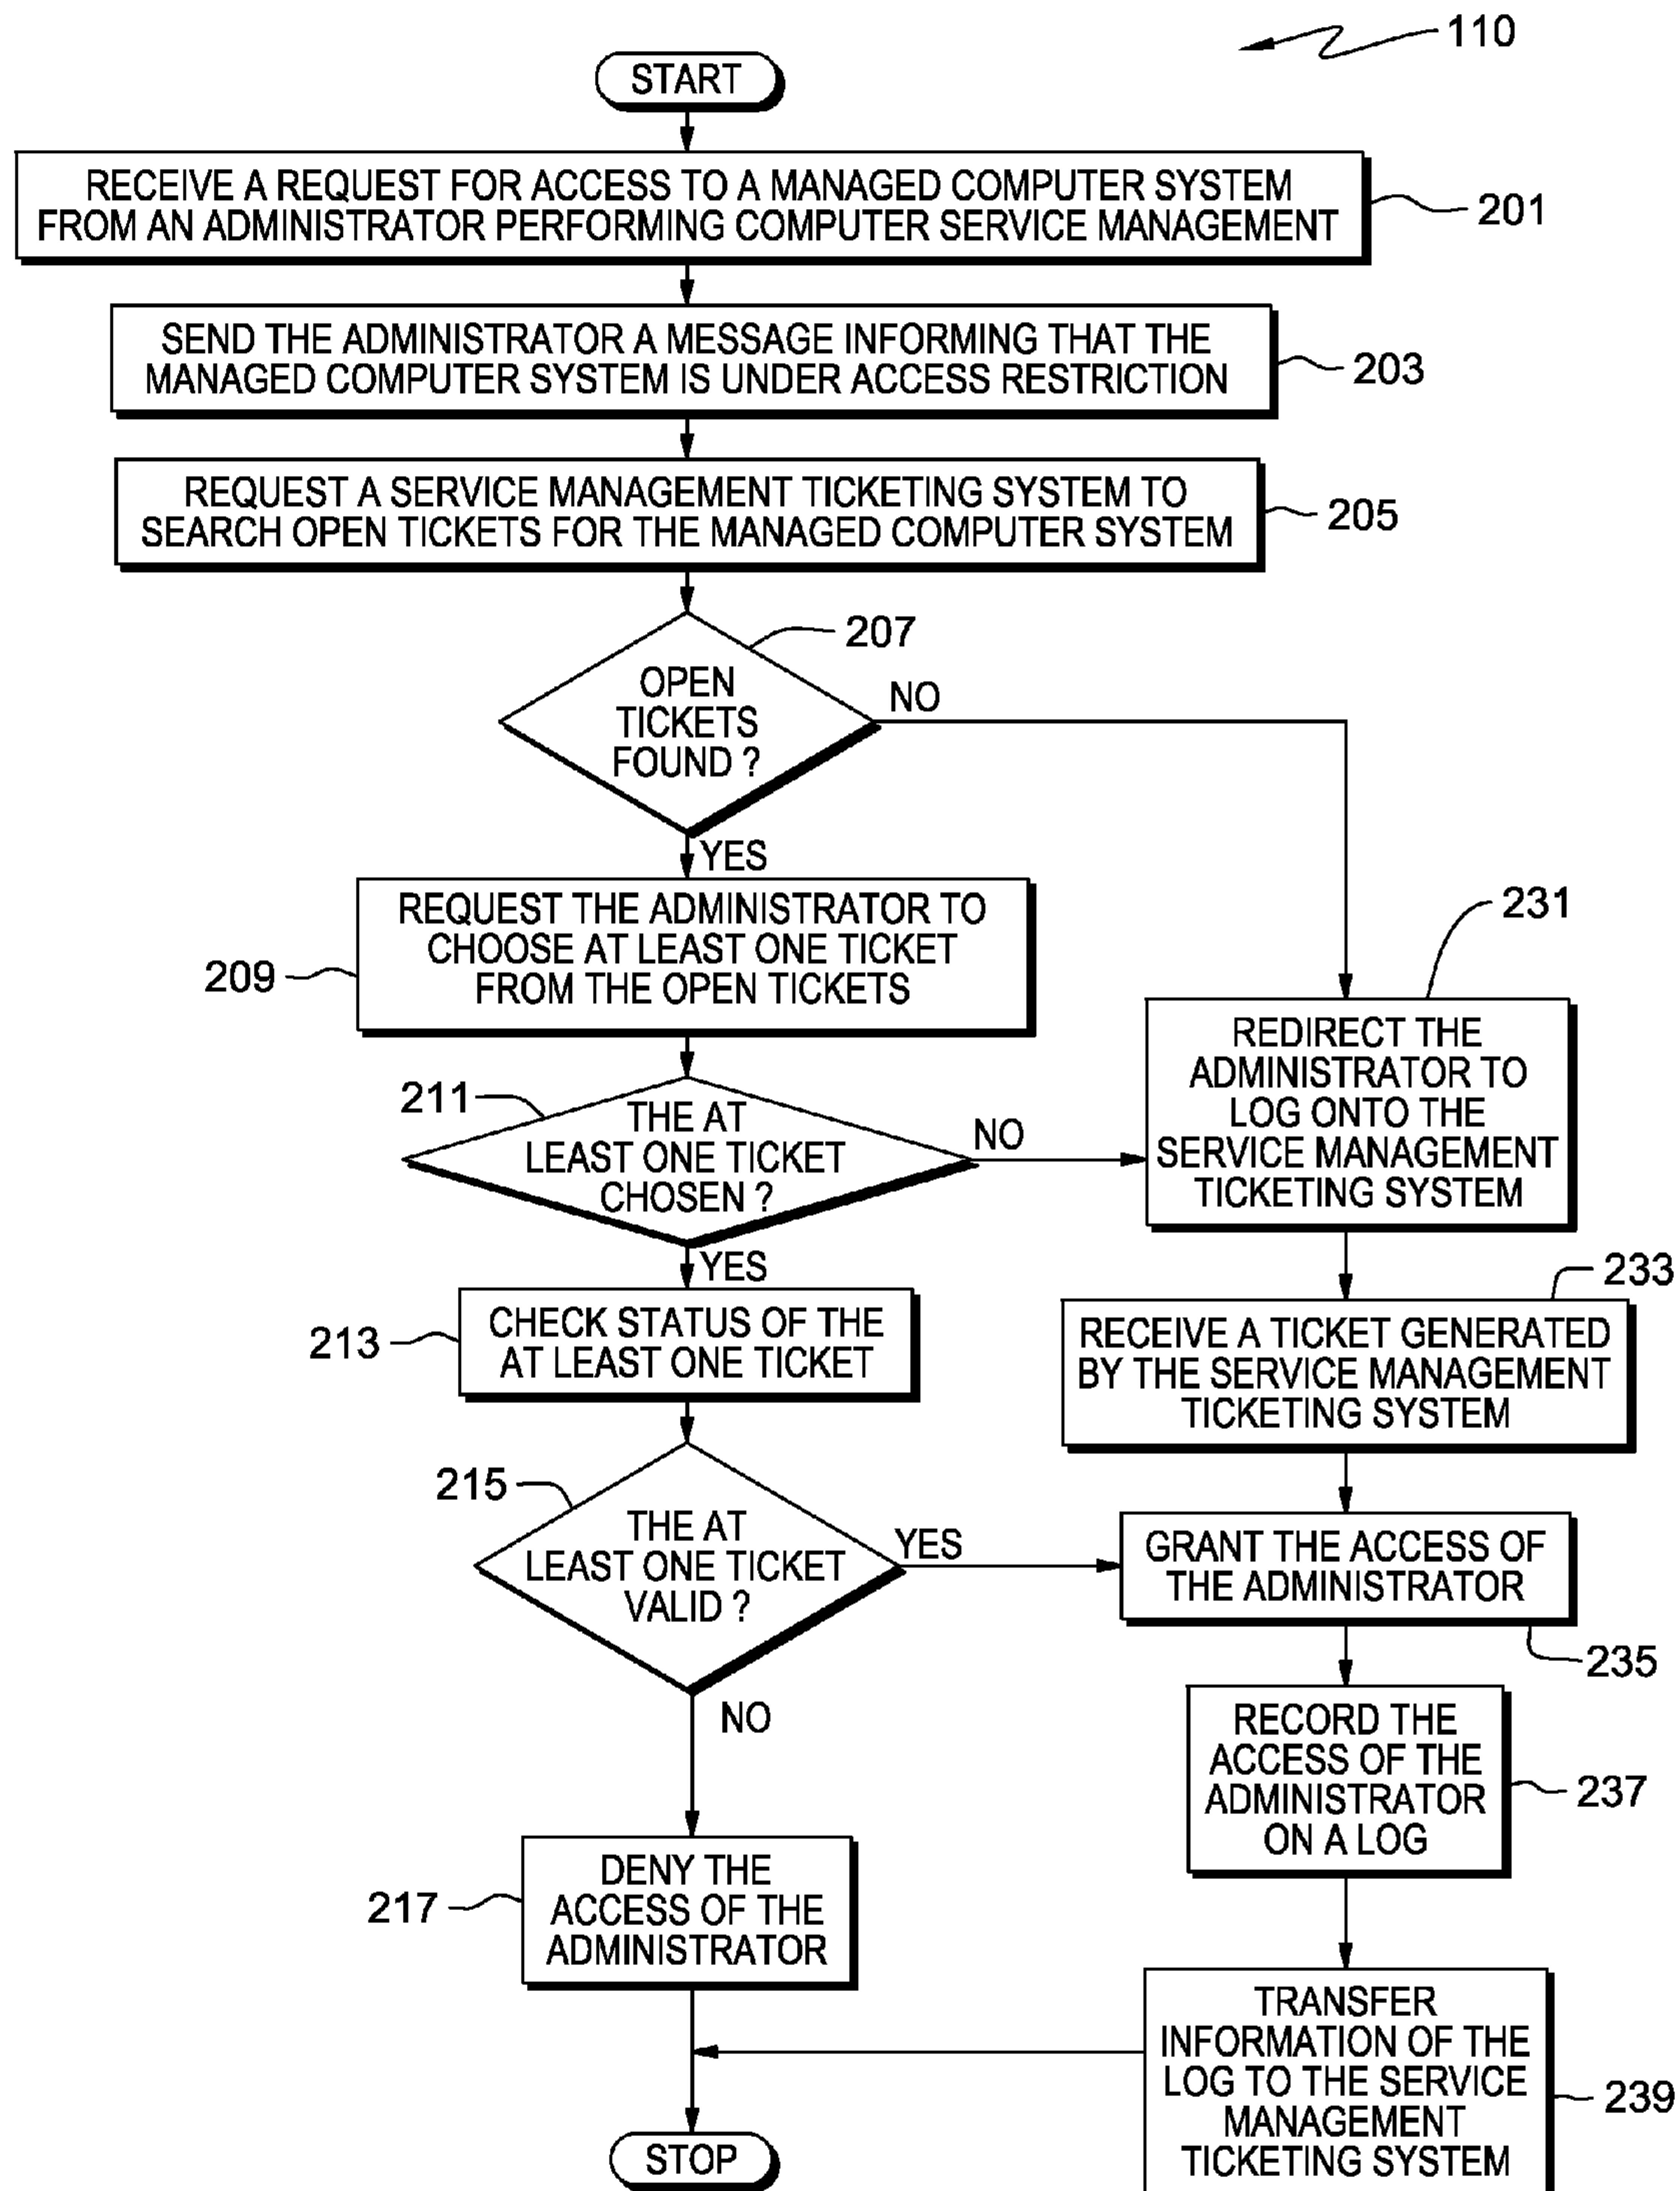 110
START
RECEIVE A REQUEST FOR ACCESS TO A MANAGED COMPUTER SYSTEM
FROM AN ADMINISTRATOR PERFORMING COMPUTER SERVICE MANAGEMENT
201
SEND THE ADMINISTRATOR A MESSAGE INFORMING THAT THE
MANAGED COMPUTER SYSTEM IS UNDER ACCESS RESTRICTION
203
REQUEST A SERVICE MANAGEMENT TICKETING SYSTEM TO
SEARCH OPEN TICKETS FOR THE MANAGED COMPUTER SYSTEM
205
207
OPEN
TICKETS
FOUND ?
NO
YES
REQUEST THE ADMINISTRATOR TO
CHOOSE AT LEAST ONE TICKET
FROM THE OPEN TICKETS
209
231
REDIRECT THE
ADMINISTRATOR TO
LOG ONTO THE
SERVICE MANAGEMENT
TICKETING SYSTEM
211
THE AT
LEAST ONE TICKET
CHOSEN ?
NO
YES
233
RECEIVE A TICKET GENERATED
BY THE SERVICE MANAGEMENT
TICKETING SYSTEM
213
CHECK STATUS OF THE
AT LEAST ONE TICKET
215
THE AT
LEAST ONE TICKET
VALID ?
YES
GRANT THE ACCESS OF
THE ADMINISTRATOR
235
NO
RECORD THE
ACCESS OF THE
ADMINISTRATOR
ON A LOG
237
217
DENY THE
ACCESS OF THE
ADMINISTRATOR
TRANSFER
INFORMATION OF THE
LOG TO THE SERVICE
MANAGEMENT
TICKETING SYSTEM
239
STOP